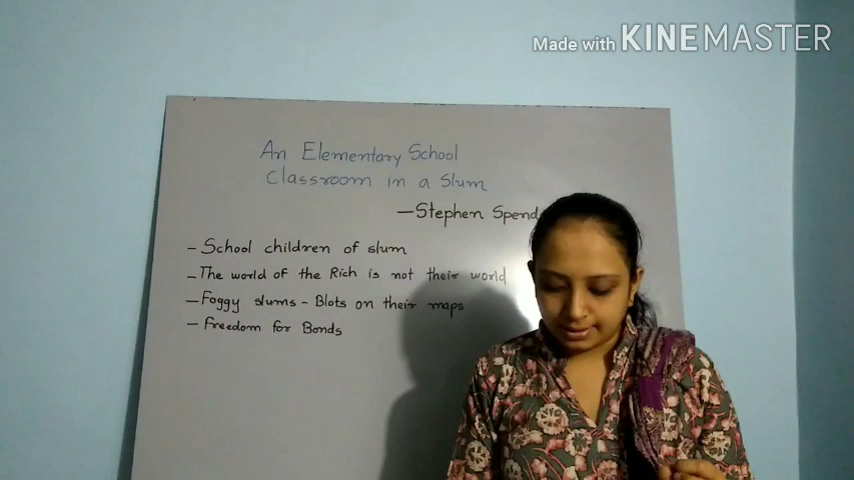 Made with KINEMASTER
An Elementary School
Classroom in a Slum
- Stephen
- School children of slum
- The world of the Rich is not their world
- Foggy slums - Blots on their maps
- Freedom for Bonds